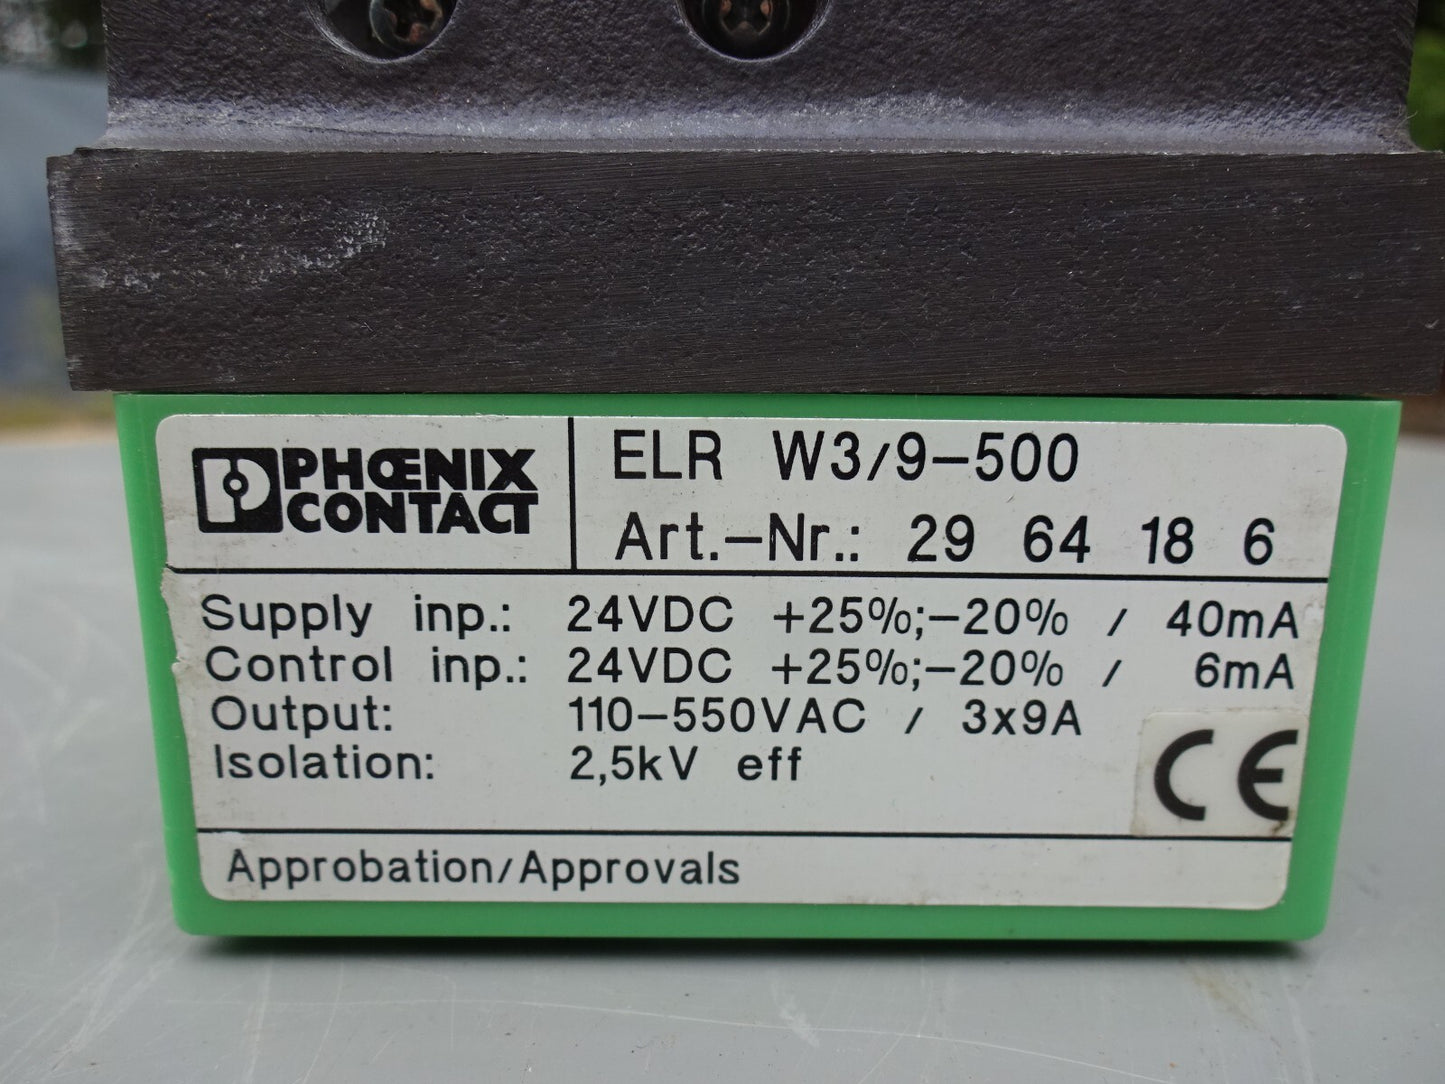 PHŒNIX
CONTACT
ELR W3/9-500
Art.-Nr.: 29 64 18 6
Supply inp.: 24VDC +25%;-20% / 40mA
Control inp.: 24VDC +25%;-20% / 6mA
Output: 110-550VAC / 3x9A
Isolation: 2,5kV eff
CE
Approbation/Approvals